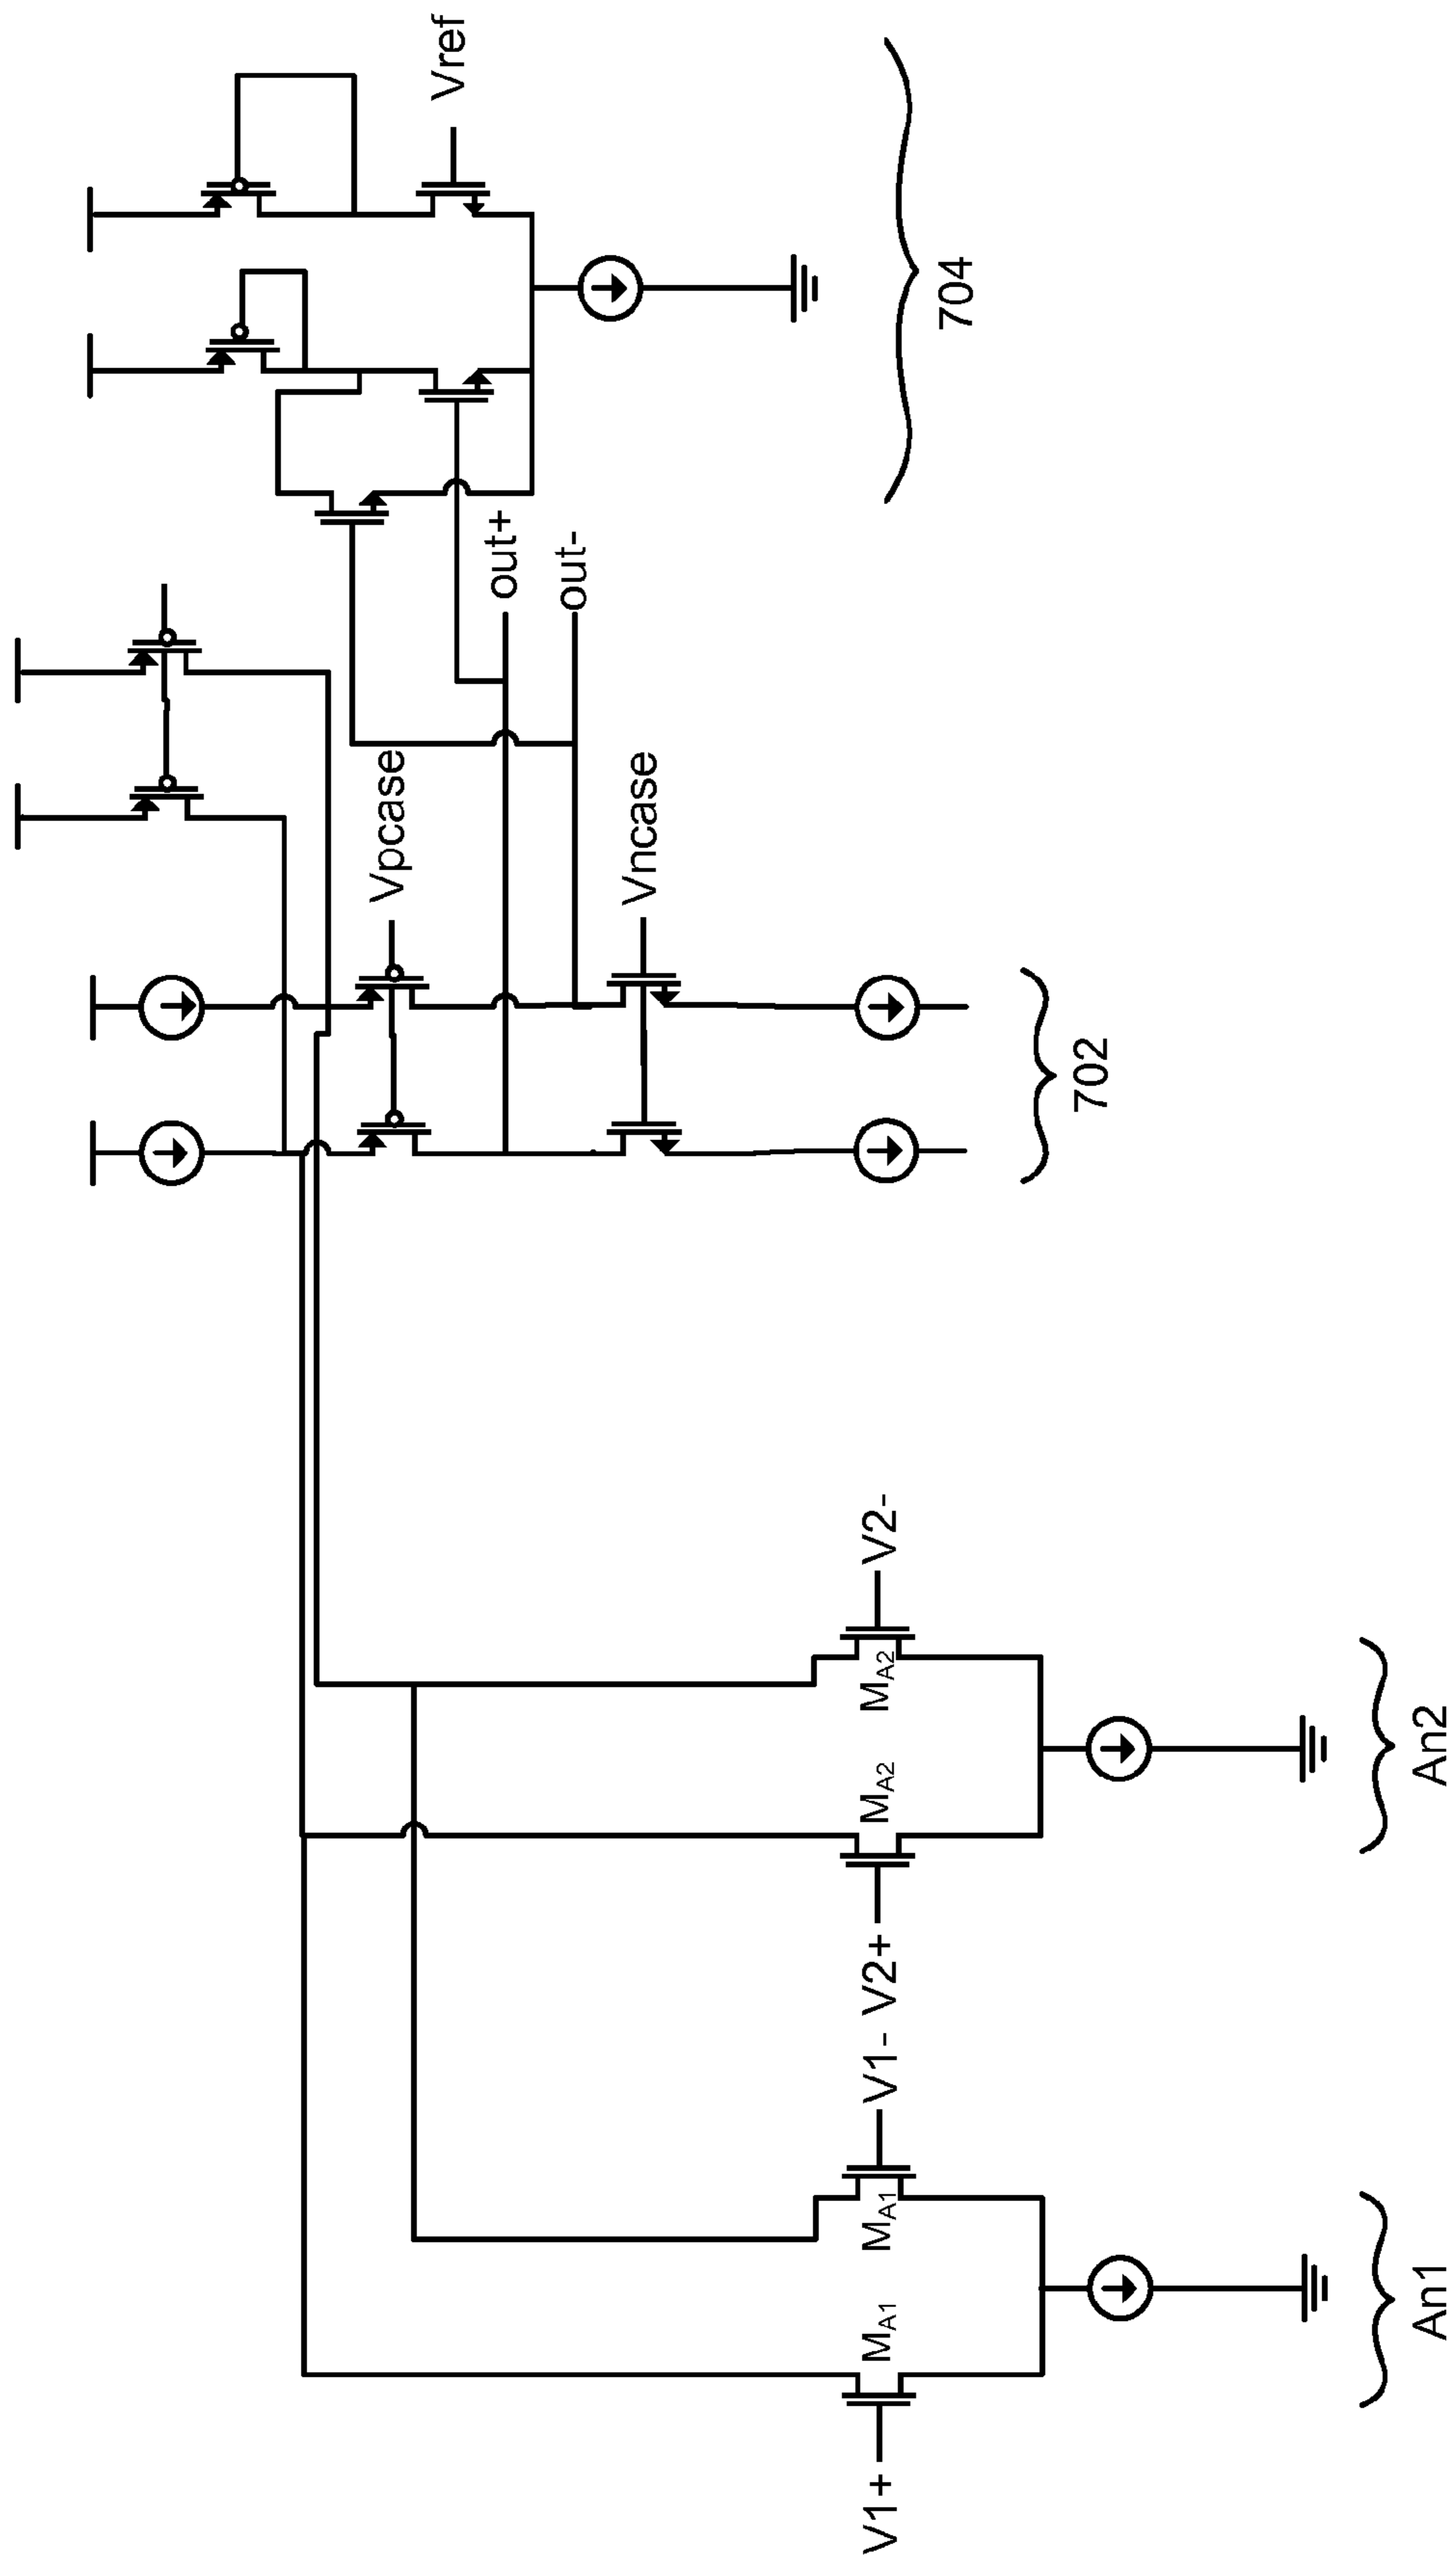 Vref
704
out+
out-
Vpcase
Vncase
702
V2-
MA2
MA2
V2+
An2
V1-
MA1
MA1
V1+
An1